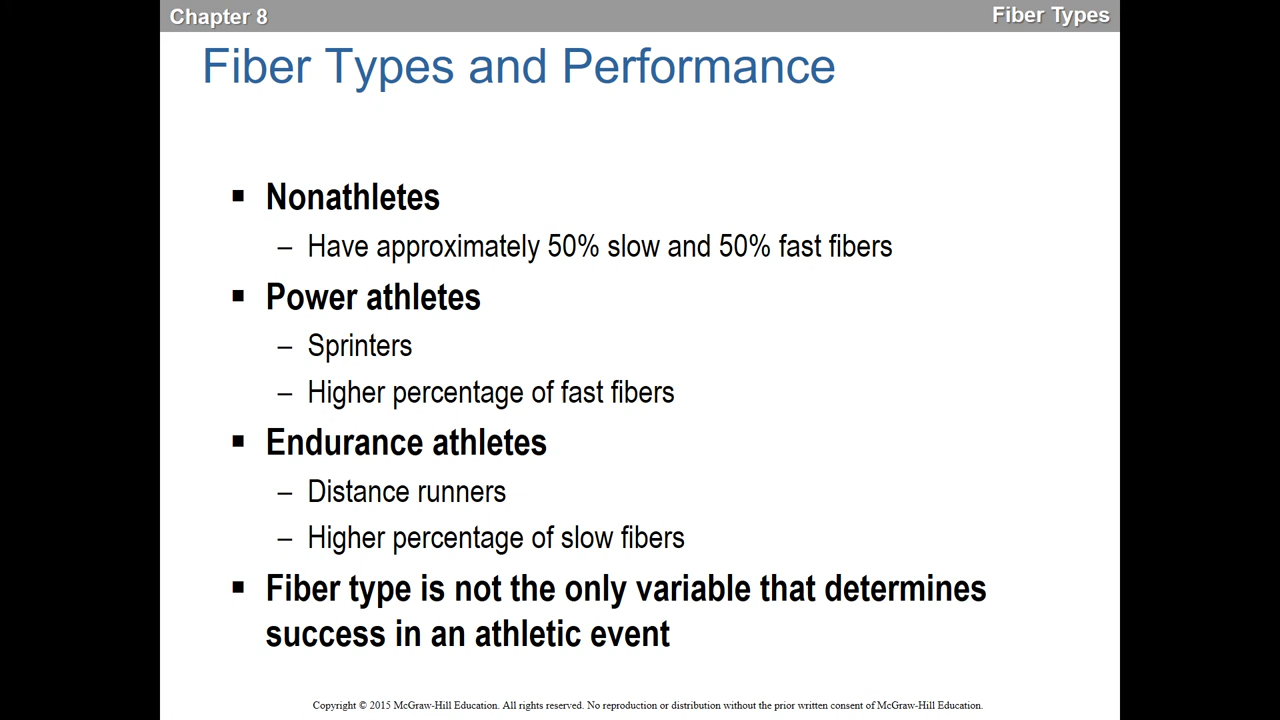 Chapter 8
Fiber Types
Fiber Types and Performance
▪ Nonathletes
– Have approximately 50% slow and 50% fast fibers
▪ Power athletes
– Sprinters
– Higher percentage of fast fibers
▪ Endurance athletes
– Distance runners
– Higher percentage of slow fibers
▪ Fiber type is not the only variable that determines
success in an athletic event
Copyright © 2015 McGraw-Hill Education. All rights reserved. No reproduction or distribution without the prior written consent of McGraw-Hill Education.